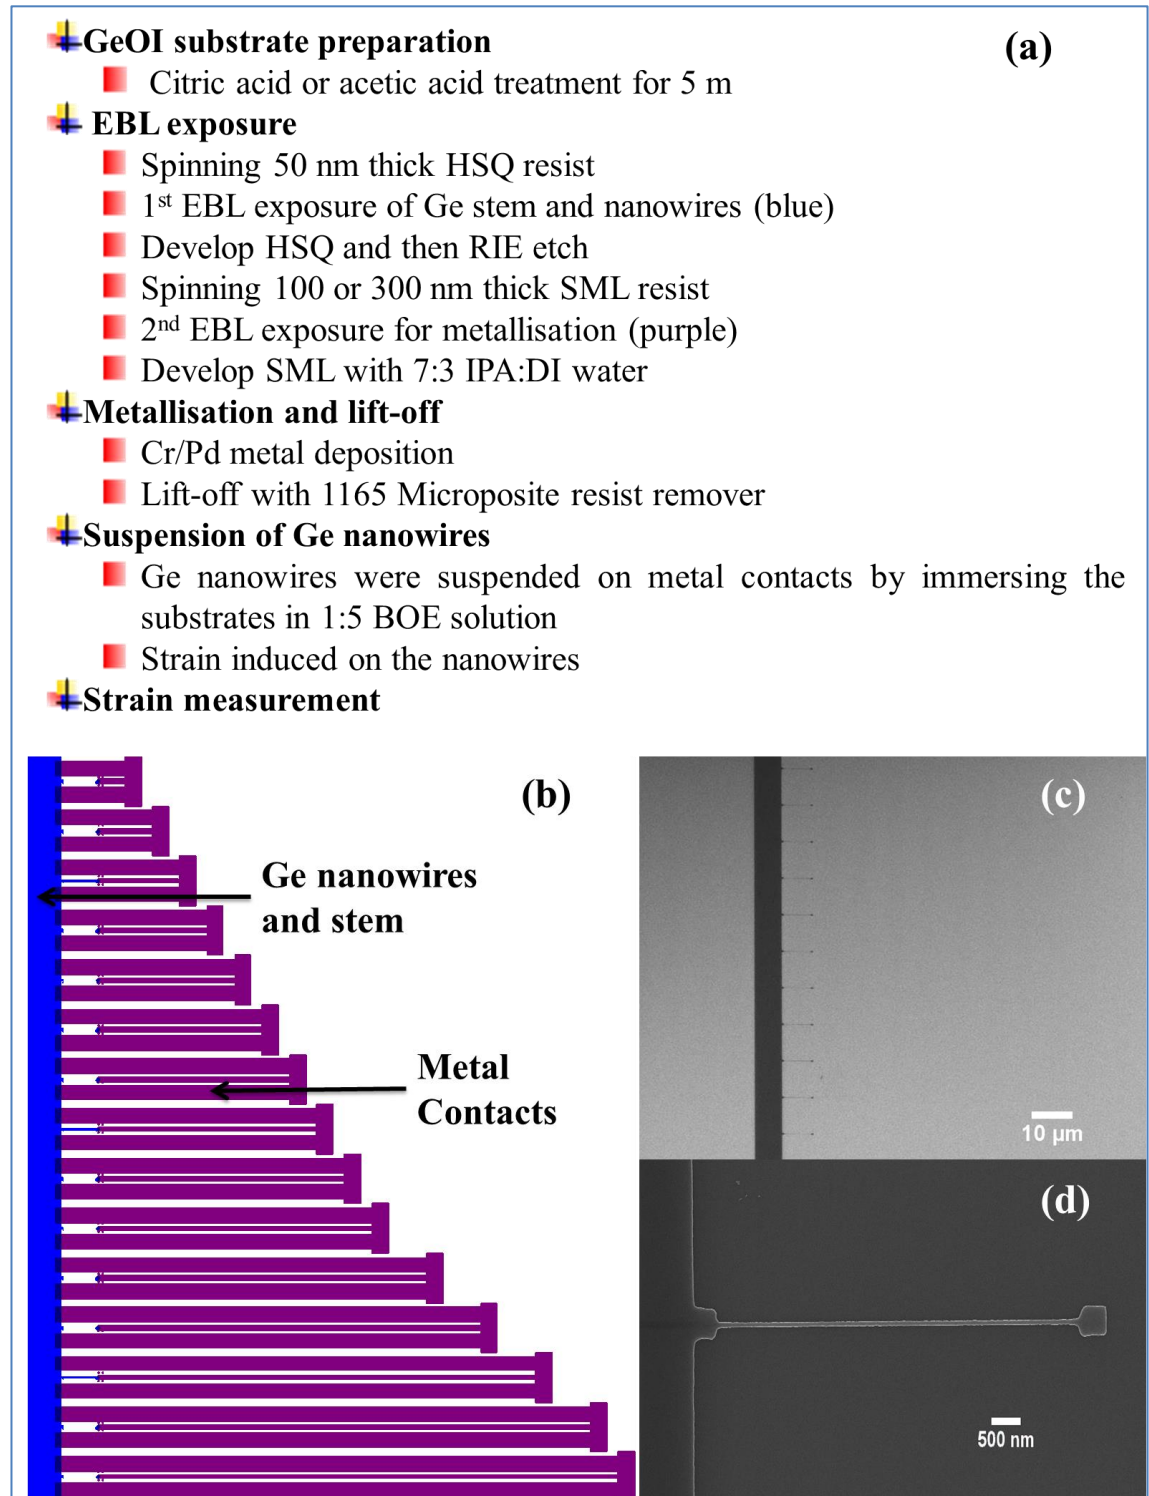 GeOI substrate preparation
(a)
Citric acid or acetic acid treatment for 5 m
EBL exposure
Spinning 50 nm thick HSQ resist
1st EBL exposure of Ge stem and nanowires (blue)
Develop HSQ and then RIE etch
Spinning 100 or 300 nm thick SML resist
2nd EBL exposure for metallisation (purple)
Develop SML with 7:3 IPA:DI water
Metallisation and lift-off
Cr/Pd metal deposition
Lift-off with 1165 Microposite resist remover
Suspension of Ge nanowires
Ge nanowires were suspended on metal contacts by immersing the
substrates in 1:5 BOE solution
Strain induced on the nanowires
Strain measurement
(b)
Ge nanowires
and stem
Metal
Contacts
(c)
10 µm
(d)
500 nm